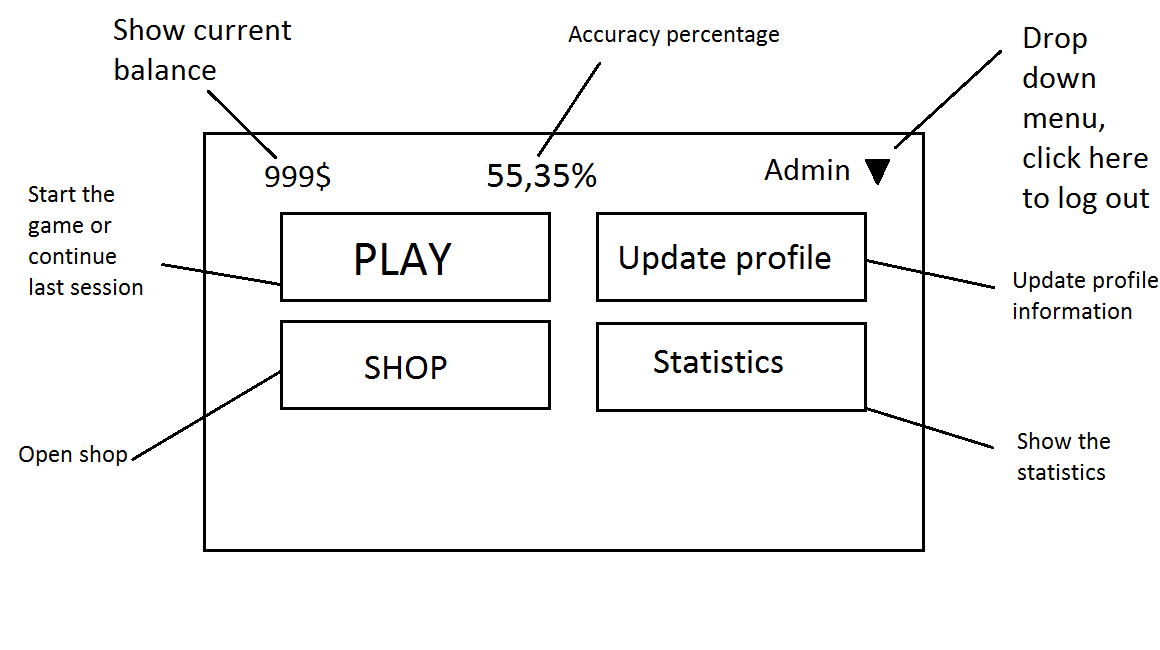 Show current
balance
Accuracy percentage
Drop
down
menu,
click here
to log out
999$
55,35%
Admin
Start the
game or
continue
last session
PLAY
Update profile
Update profile
information
SHOP
Statistics
Open shop
Show the
statistics